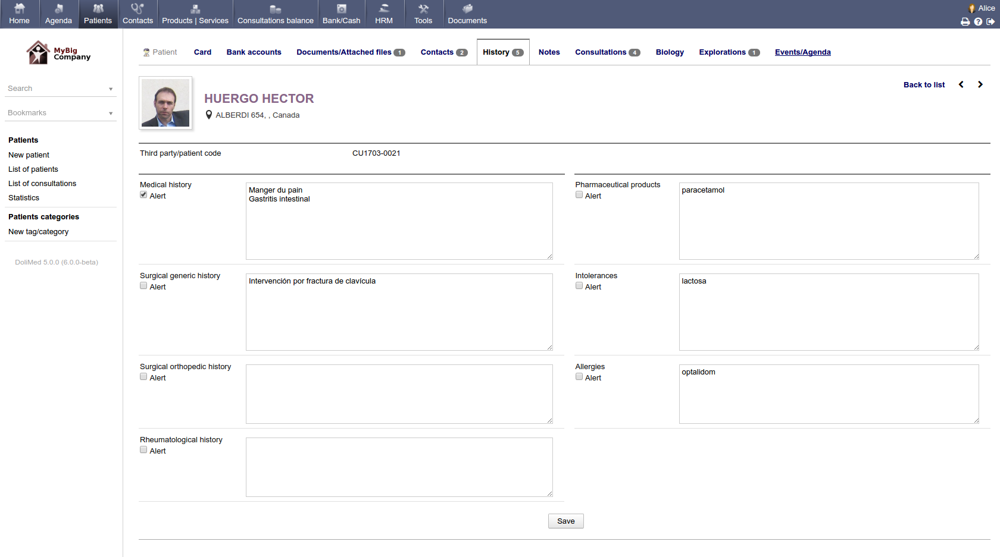 Home Agenda Patients Contacts Products | Services Consultations balance Bank/Cash HRM Tools Documents Alice
MyBig
Company
Search
Bookmarks
Patients
New patient
List of patients
List of consultations
Statistics
Patients categories
New tag/category
DoliMed 5.0.0 (6.0.0-beta)
Patient Card Bank accounts Documents/Attached files 1 Contacts 2 History 5 Notes Consultations 4 Biology Explorations 1 Events/Agenda
Back to list
HUERGO HECTOR
ALBERDI 654, , Canada
Third party/patient code CU1703-0021
Medical history
Alert
Manger du pain
Gastritis intestinal
Pharmaceutical products
Alert
paracetamol
Surgical generic history
Alert
Intervención por fractura de clavícula
Intolerances
Alert
lactosa
Surgical orthopedic history
Alert
Allergies
Alert
optalidom
Rheumatological history
Alert
Save